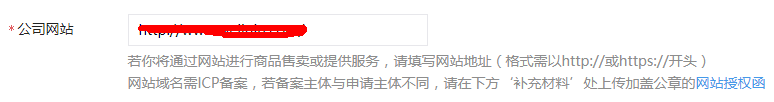 * 公司网站
若你将通过网站进行商品售卖或提供服务，请填写网站地址（格式需以http://或https://开头）
网站域名需ICP备案，若备案主体与申请主体不同，请在下方‘补充材料’处上传加盖公章的网站授权函